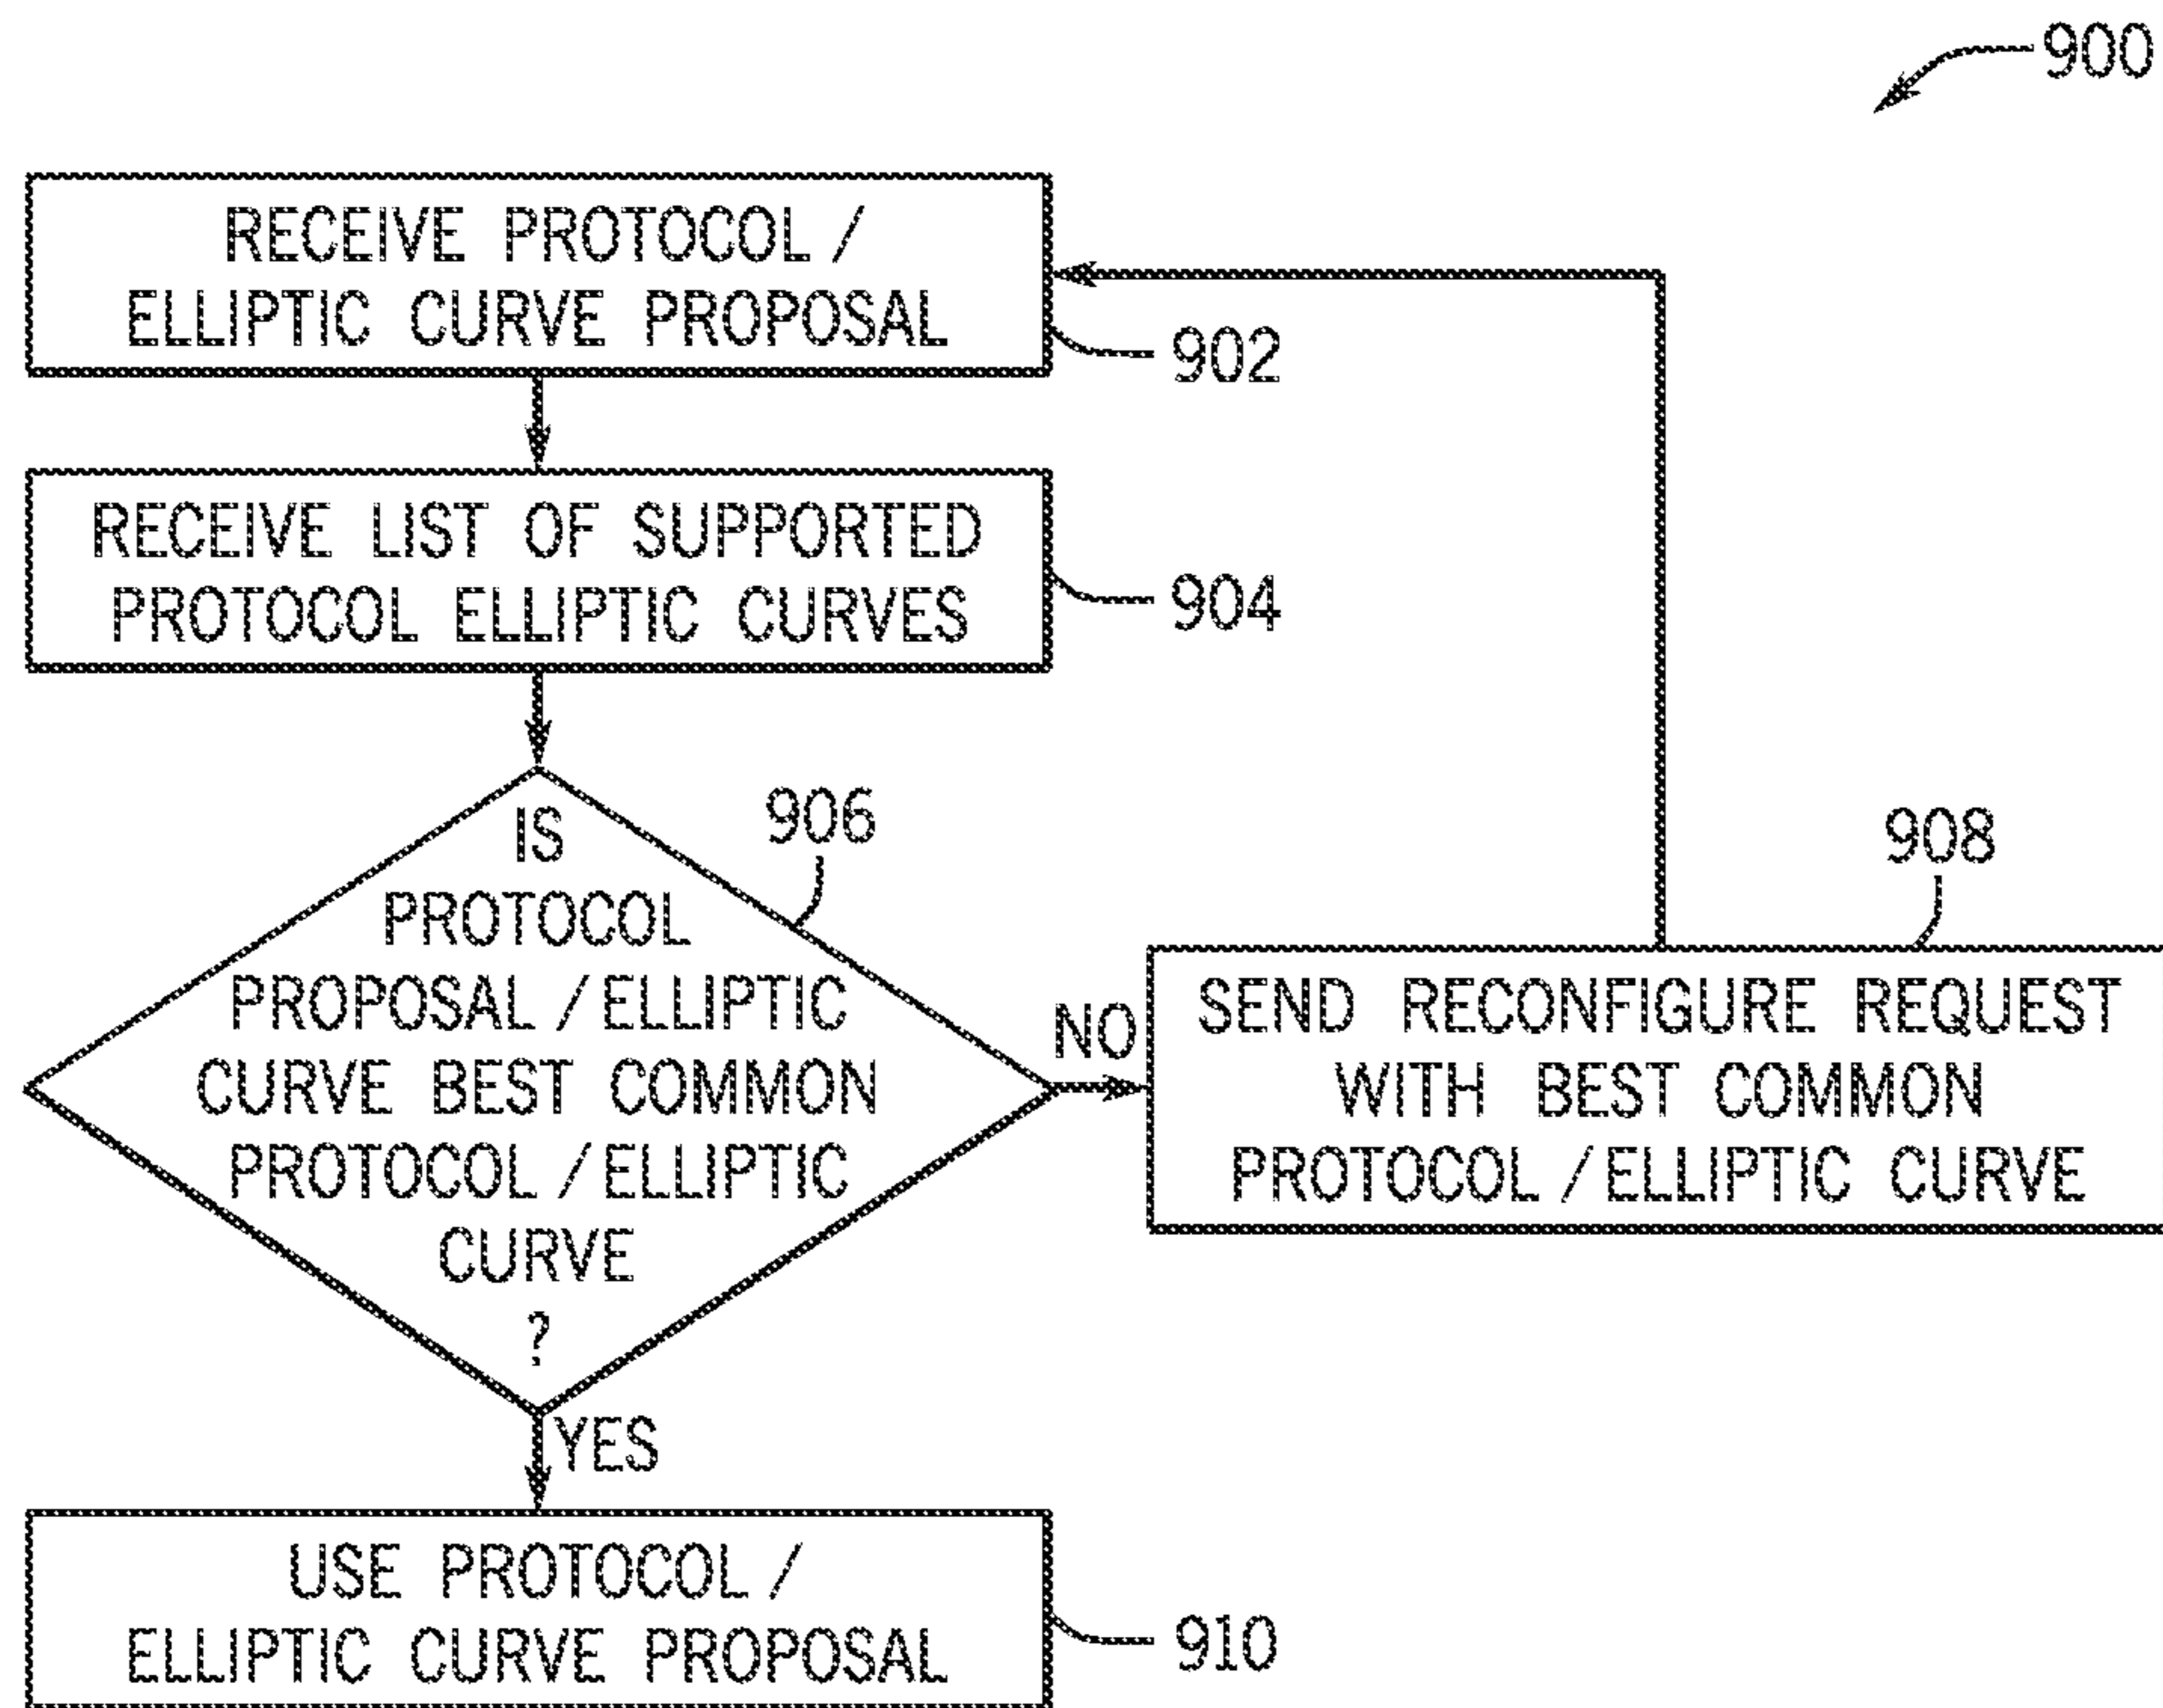 900
RECEIVE PROTOCOL /
ELLIPTIC CURVE PROPOSAL
902
RECEIVE LIST OF SUPPORTED
PROTOCOL ELLIPTIC CURVES
904
IS
PROTOCOL
PROPOSAL / ELLIPTIC
CURVE BEST COMMON
PROTOCOL / ELLIPTIC
CURVE
?
906
NO
908
SEND RECONFIGURE REQUEST
WITH BEST COMMON
PROTOCOL / ELLIPTIC CURVE
YES
USE PROTOCOL /
ELLIPTIC CURVE PROPOSAL
910